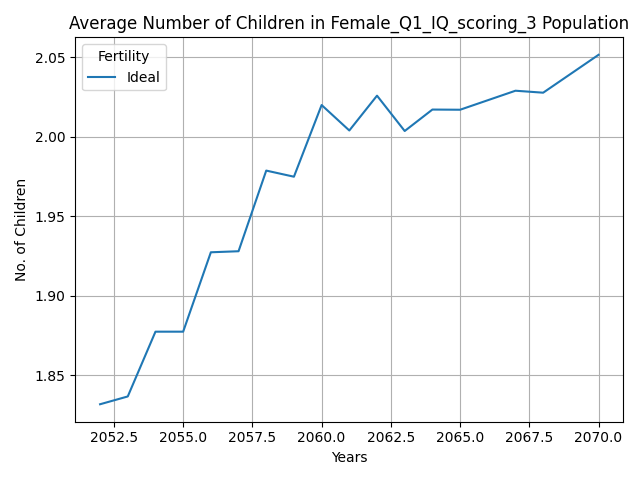 Average Number of Children in Female_Q1_IQ_scoring_3 Population
Fertility
Ideal
2.05
2.00
1.95
1.90
1.85
No. of Children
2052.5 2055.0 2057.5 2060.0 2062.5 2065.0 2067.5 2070.0
Years